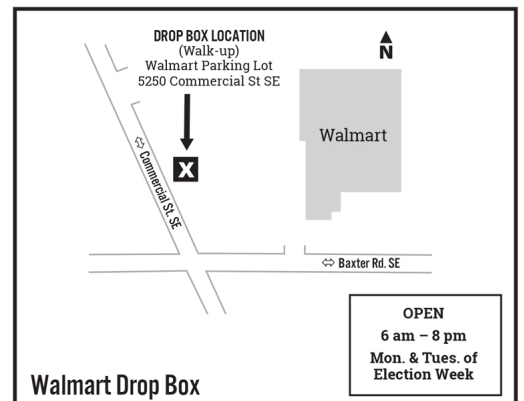 DROP BOX LOCATION
(Walk-up)
Walmart Parking Lot
5250 Commercial St SE
N
Walmart
X
⇔ Commercial St. SE
⇔ Baxter Rd. SE
OPEN
6 am – 8 pm
Mon. & Tues. of
Election Week
Walmart Drop Box